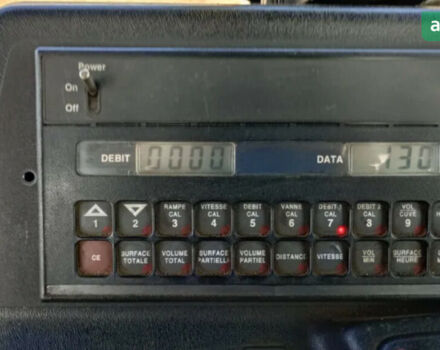 Power
On
Off
DEBIT 0000 DATA 130
1 2 RAMPE CAL 3 VITESSE CAL 4 DEBIT CAL 5 VANNE CAL 6 DEBIT CAL 7 DEBIT 2 CAL 3 VOL CUVE 9
CE SURFACE TOTALE VOLUME TOTAL SURFACE PARTIELLE VOLUME PARTIEL DISTANCE VITESSE VOL MIN SURFACE HEURE